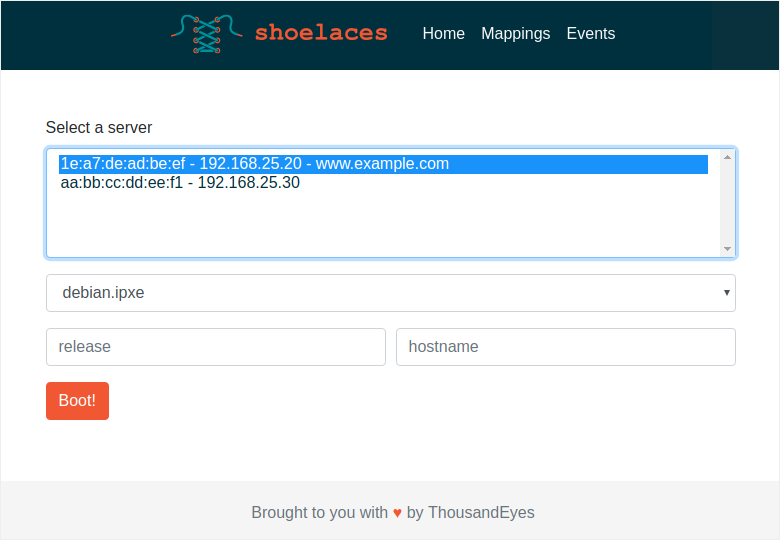 shoelaces Home Mappings Events
Select a server
1e:a7:de:ad:be:ef - 192.168.25.20 - www.example.com
aa:bb:cc:dd:ee:f1 - 192.168.25.30
debian.ipxe
release hostname
Boot!
Brought to you with ♥ by ThousandEyes